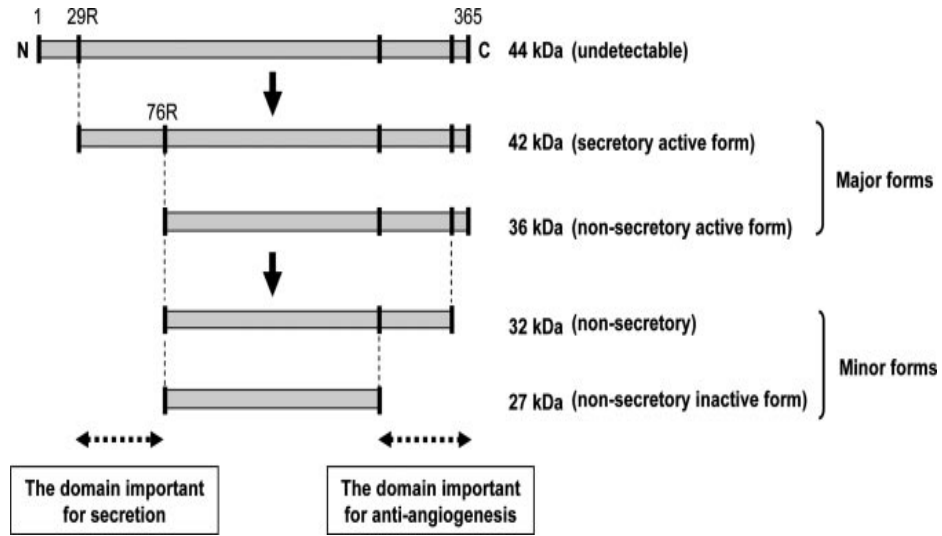 1 29R 365
N C 44 kDa (undetectable)
76R
42 kDa (secretory active form)
Major forms
36 kDa (non-secretory active form)
32 kDa (non-secretory)
Minor forms
27 kDa (non-secretory inactive form)
The domain important
for secretion
The domain important
for anti-angiogenesis